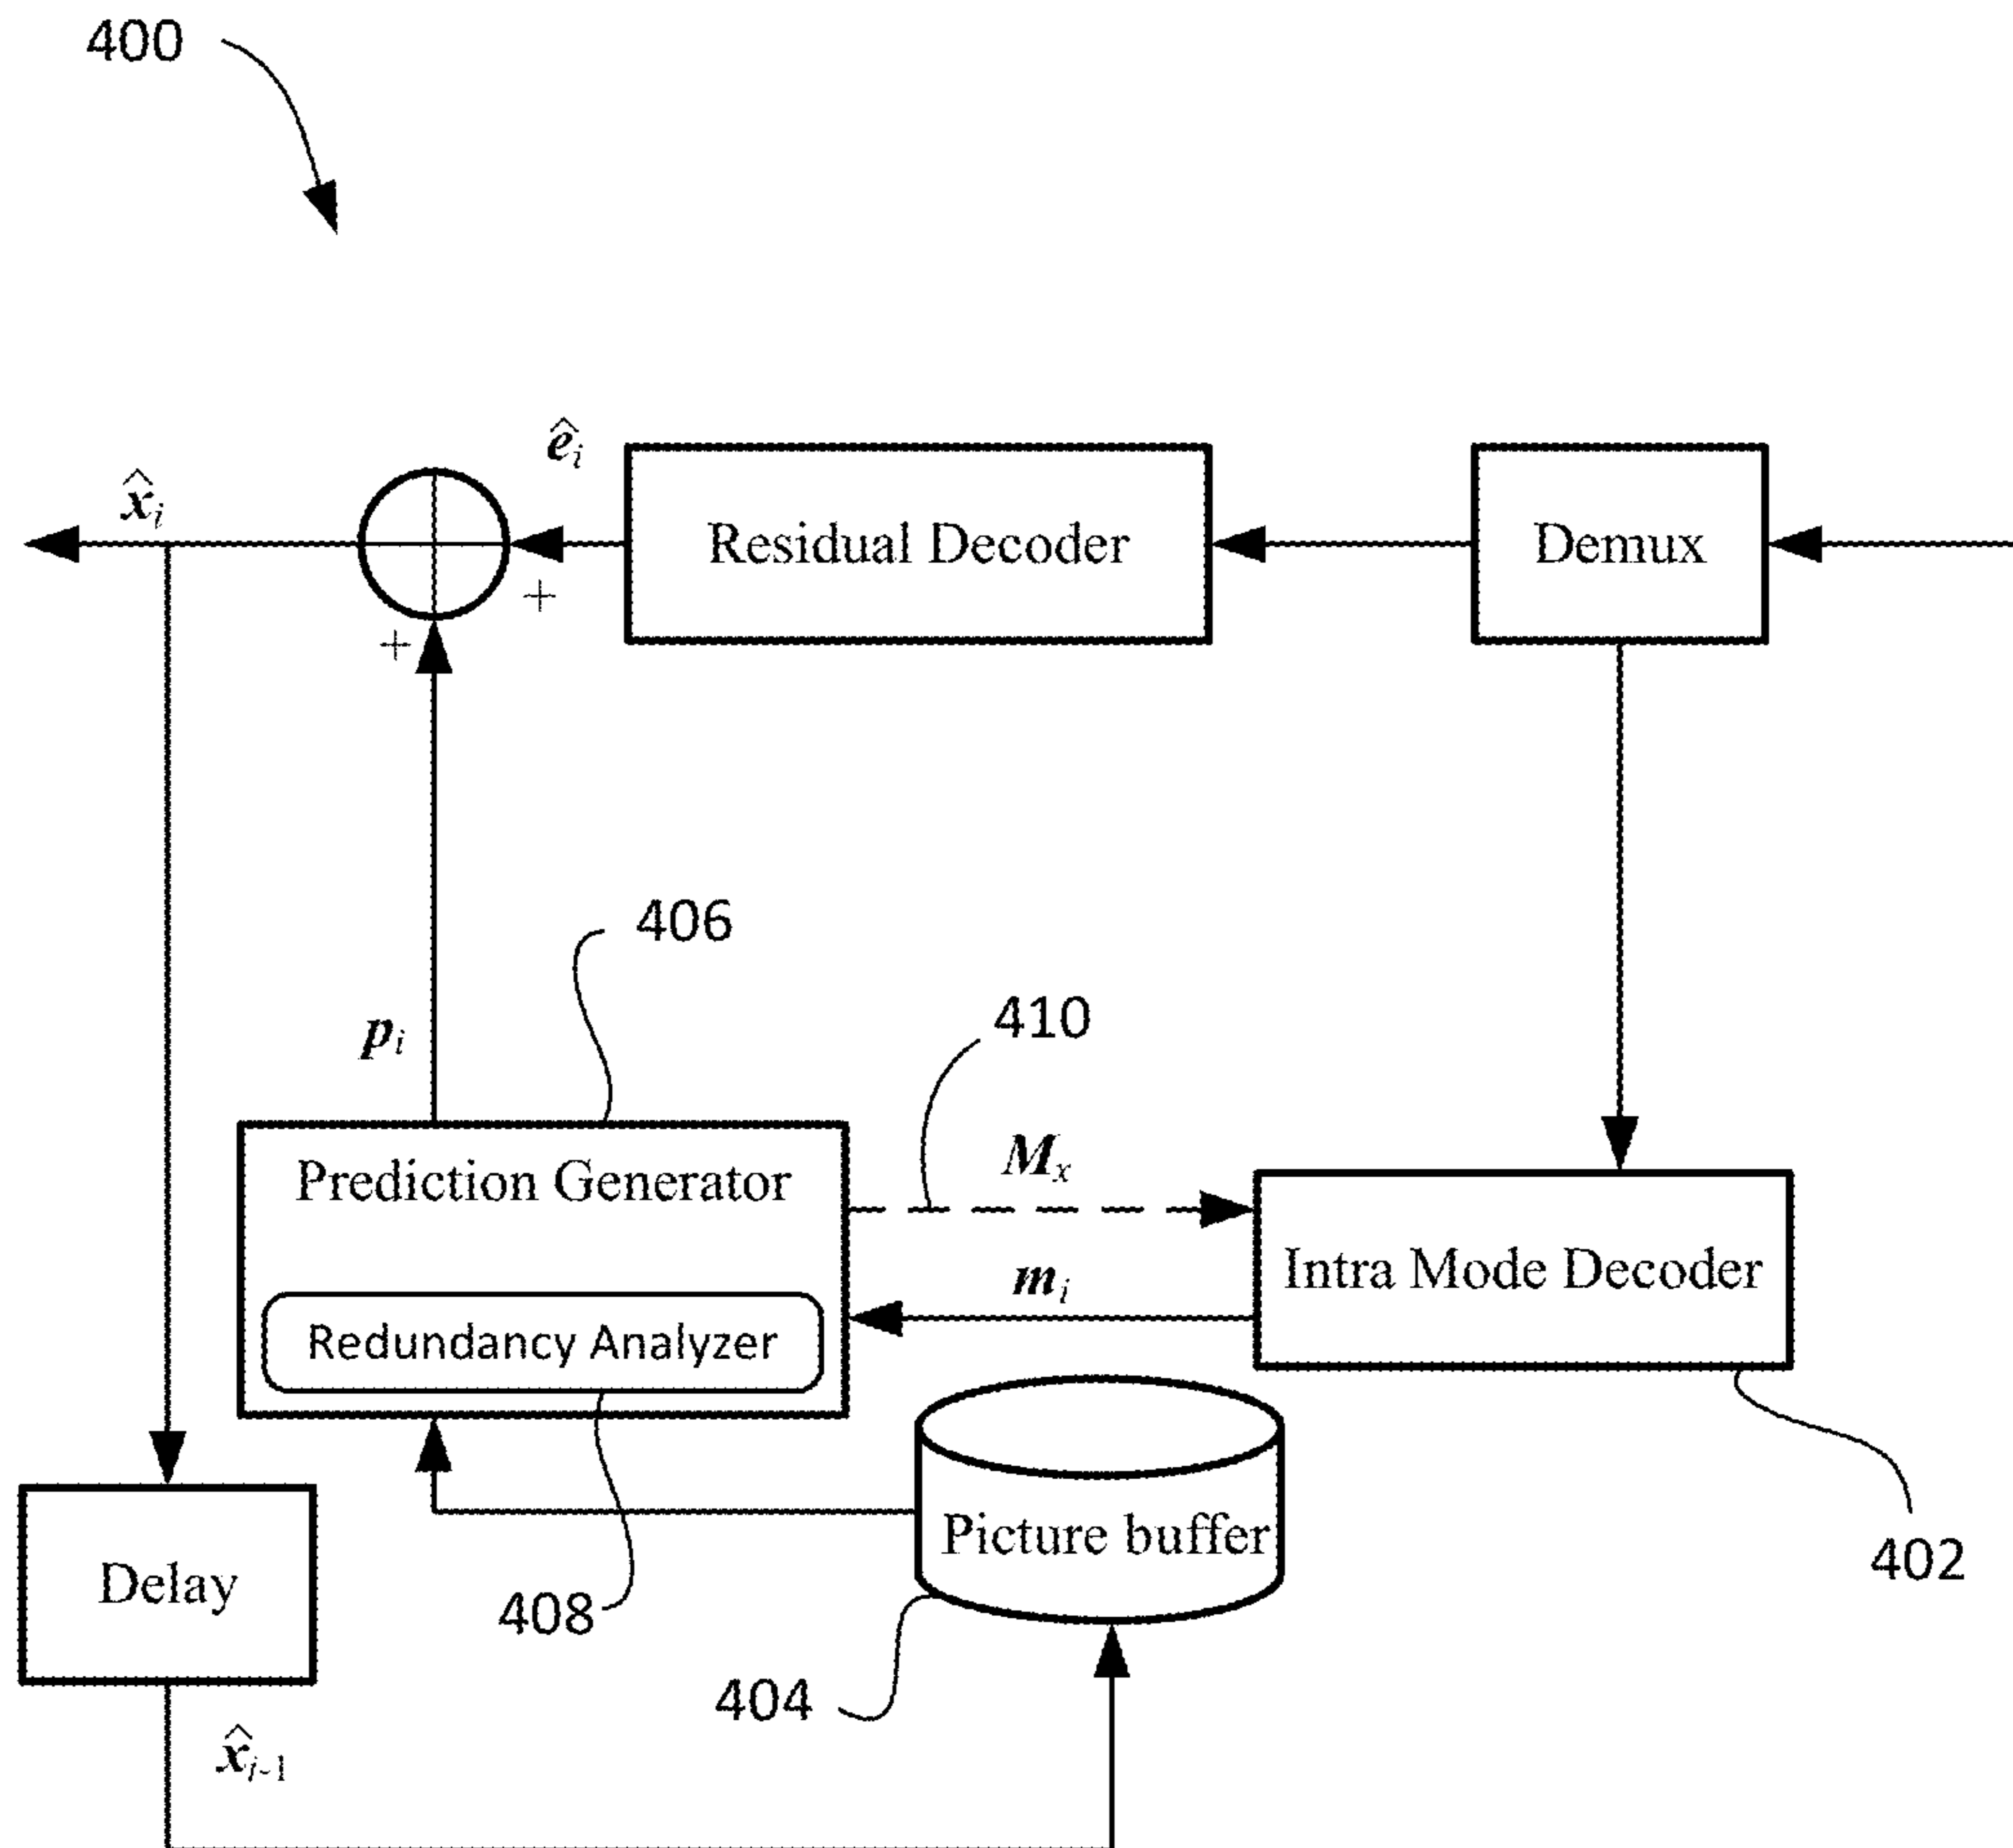 400
x̂i
êi
Residual Decoder
Demux
+
+
406
410
pi
Mx
Prediction Generator
Intra Mode Decoder
mi
Redundancy Analyzer
Picture buffer
Delay
402
408
404
x̂i-1